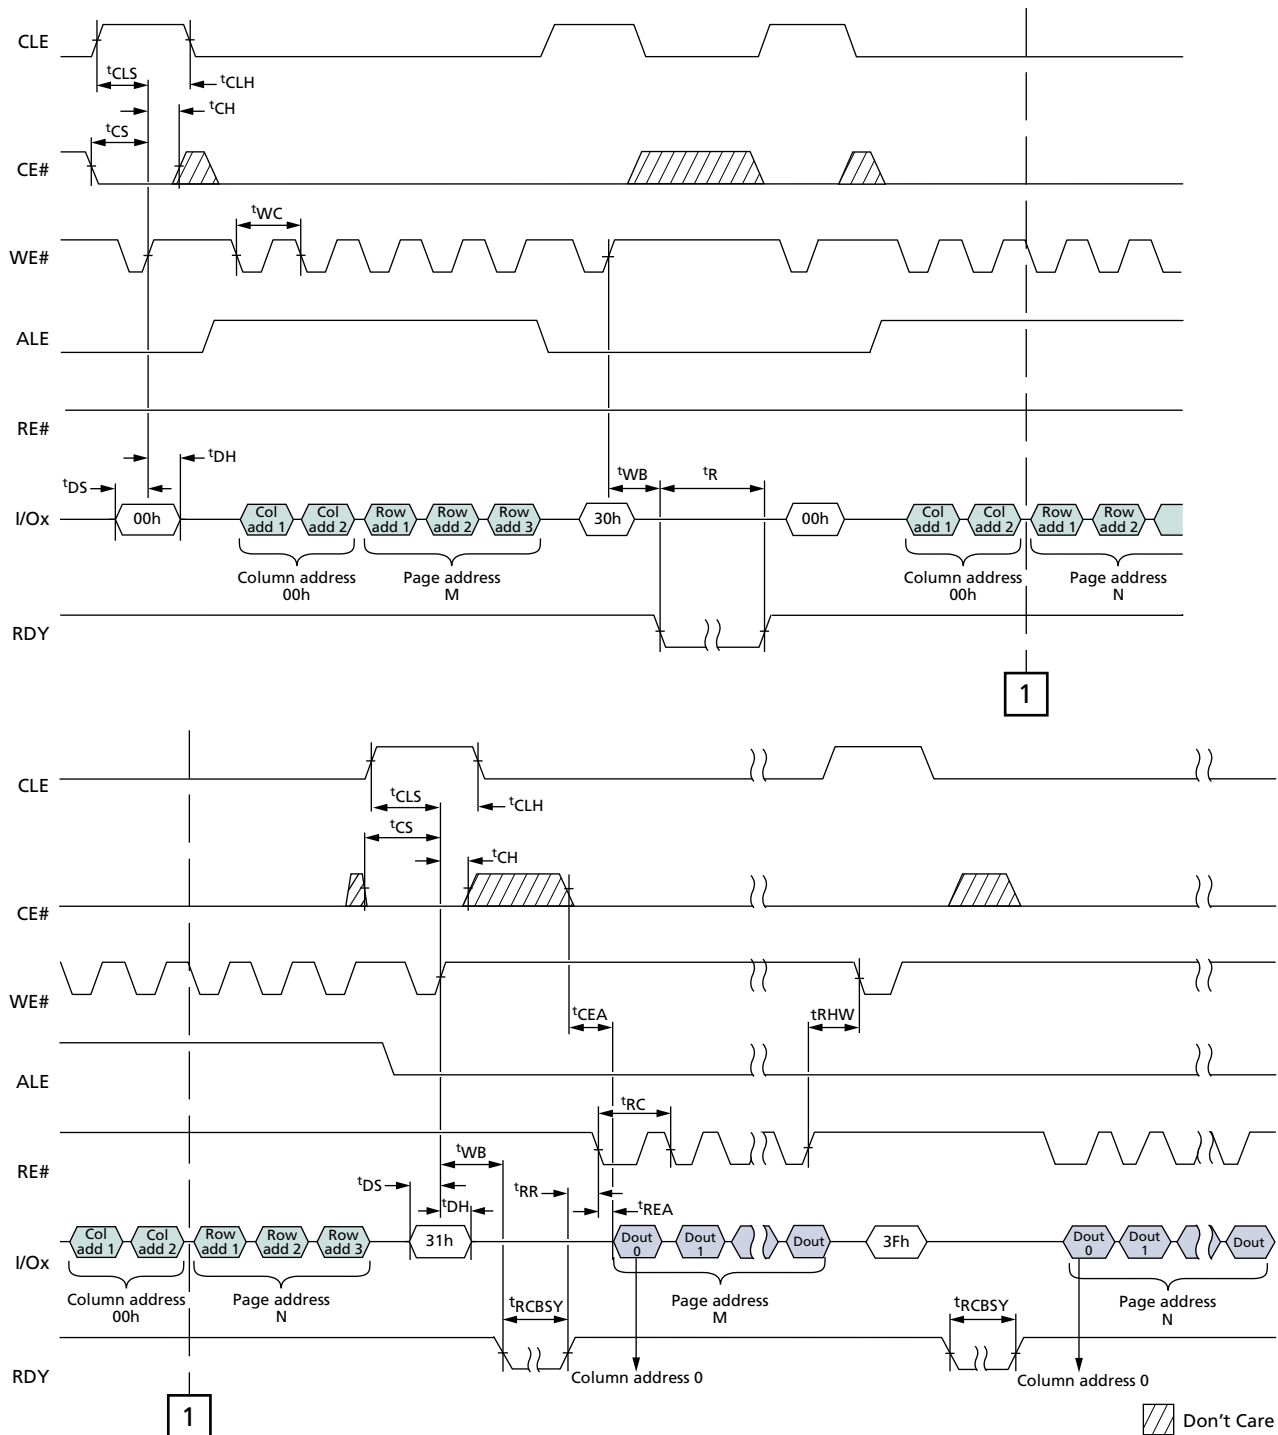 CLE
tCLS
tCLH
tCH
tCS
CE#
tWC
WE#
ALE
RE#
tDH
tDS
tWB
tR
I/Ox
00h
Col add 1
Col add 2
Row add 1
Row add 2
Row add 3
30h
00h
Col add 1
Col add 2
Row add 1
Row add 2
Column address
00h
Page address
M
Column address
00h
Page address
N
RDY
1
CLE
tCLS
tCLH
tCS
tCH
CE#
WE#
tCEA
tRHW
ALE
tRC
RE#
tWB
tDS
tDH
tRR
tREA
I/Ox
Col add 1
Col add 2
Row add 1
Row add 2
Row add 3
31h
Dout 0
Dout 1
Dout
3Fh
Dout 0
Dout 1
Dout
Column address
00h
Page address
N
tRCBSY
Page address
M
tRCBSY
Page address
N
RDY
Column address 0
Column address 0
1
Don't Care